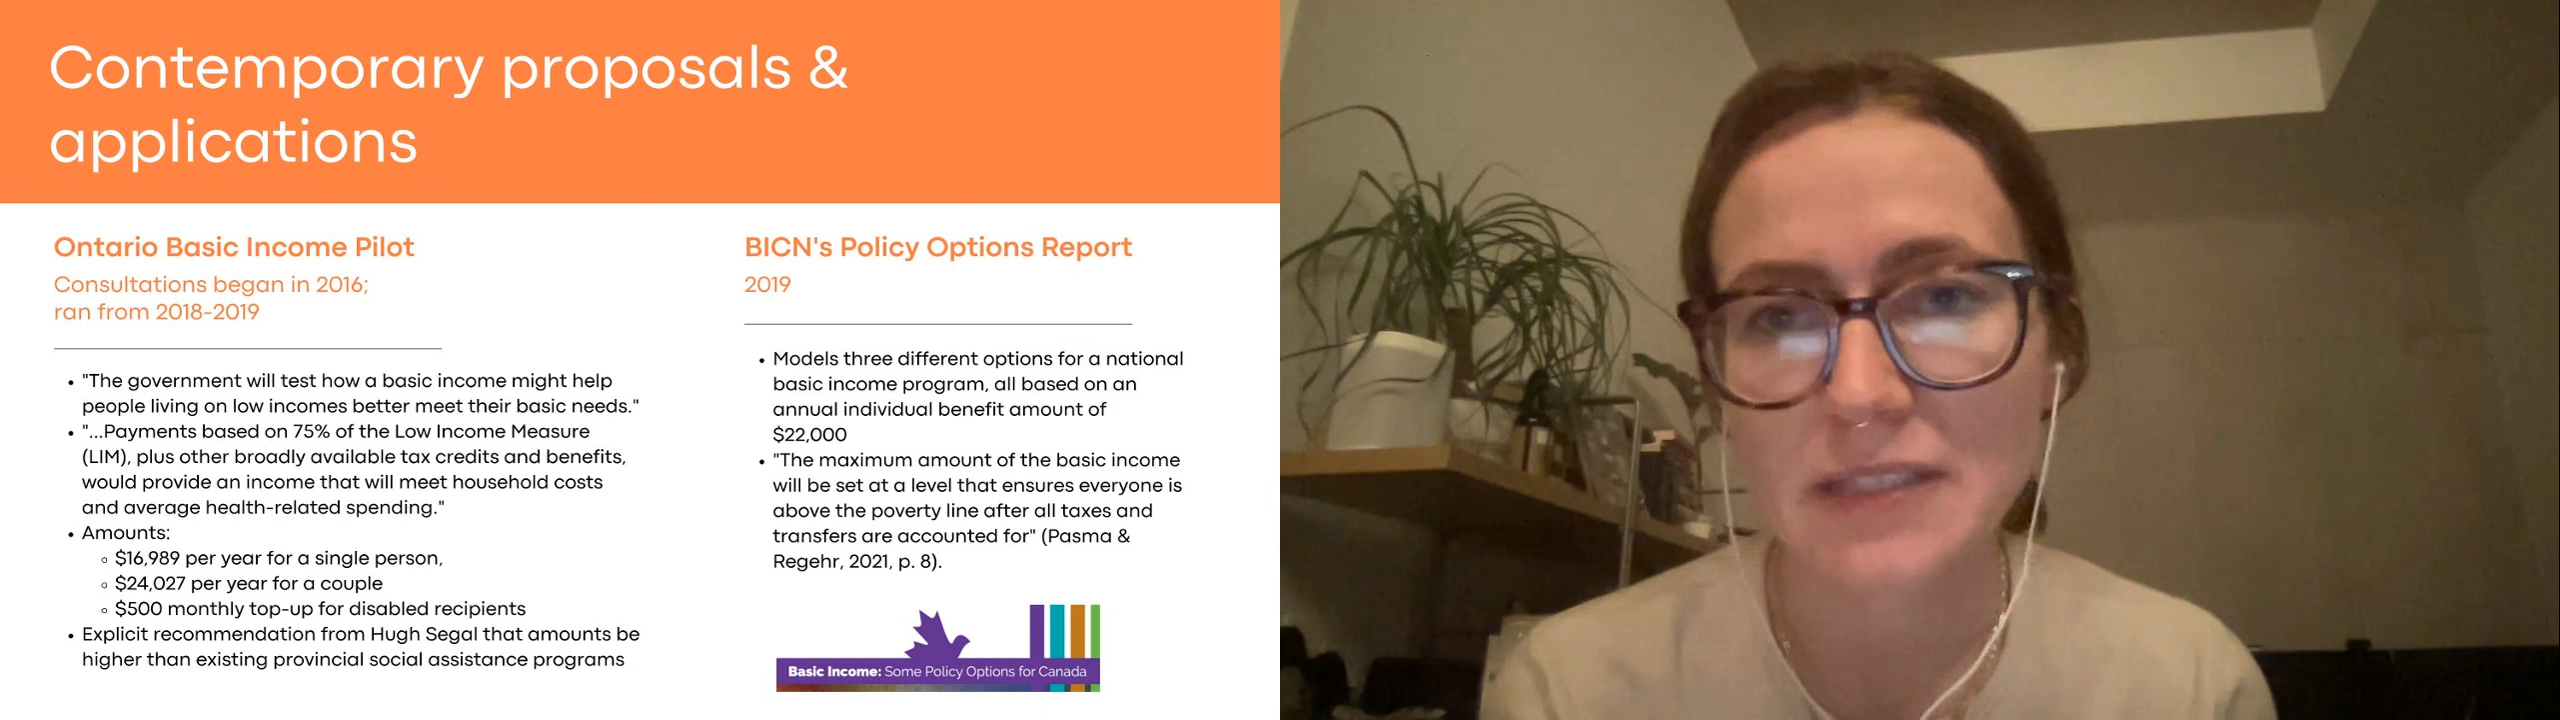 Contemporary proposals &
applications
Ontario Basic Income Pilot
Consultations began in 2016;
ran from 2018-2019
• "The government will test how a basic income might help
people living on low incomes better meet their basic needs."
• "...Payments based on 75% of the Low Income Measure
(LIM), plus other broadly available tax credits and benefits,
would provide an income that will meet household costs
and average health-related spending."
• Amounts:
◦ $16,989 per year for a single person,
◦ $24,027 per year for a couple
◦ $500 monthly top-up for disabled recipients
• Explicit recommendation from Hugh Segal that amounts be
higher than existing provincial social assistance programs
BICN's Policy Options Report
2019
• Models three different options for a national
basic income program, all based on an
annual individual benefit amount of
$22,000
• "The maximum amount of the basic income
will be set at a level that ensures everyone is
above the poverty line after all taxes and
transfers are accounted for" (Pasma &
Regehr, 2021, p. 8).
Basic Income: Some Policy Options for Canada